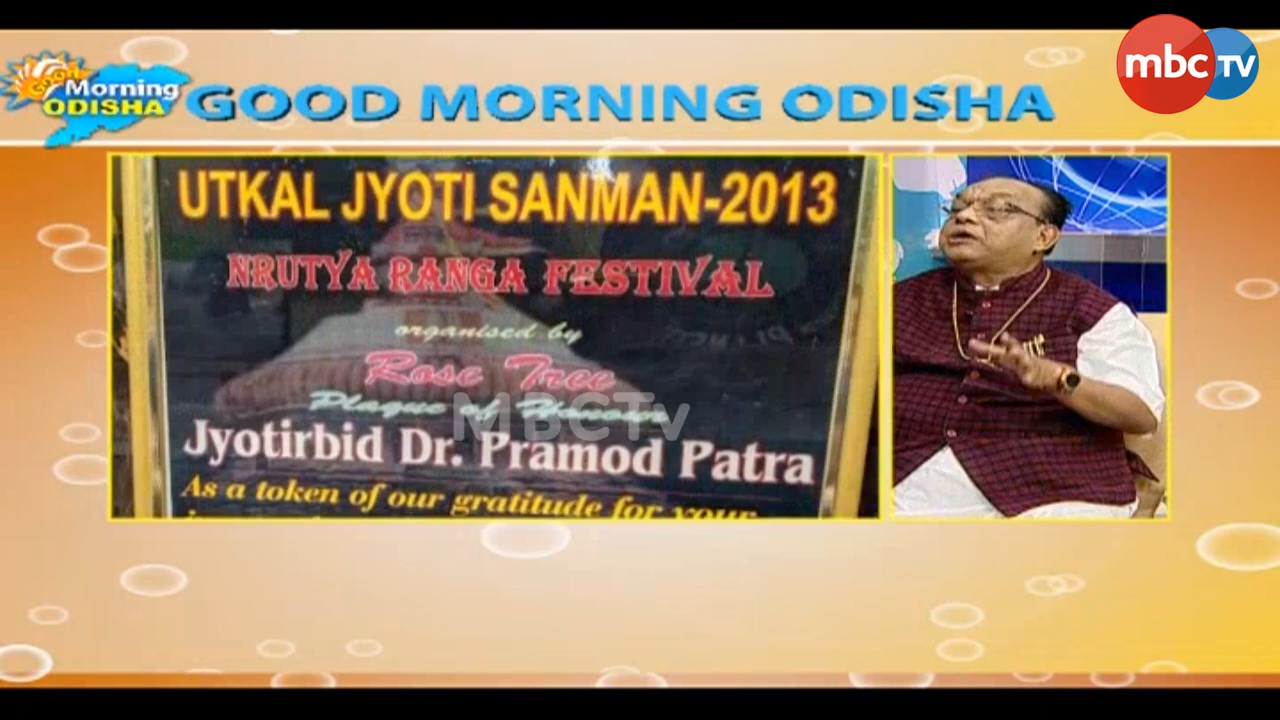 Good
Morning
ODISHA
GOOD MORNING ODISHA
mbc TV
UTKAL JYOTI SANMAN-2013
NRUTYA RANGA FESTIVAL
organised by
Rose Tree
Plaque of Honour
MBCTv
Jyotirbid Dr. Pramod Patra
As a token of our gratitude for your